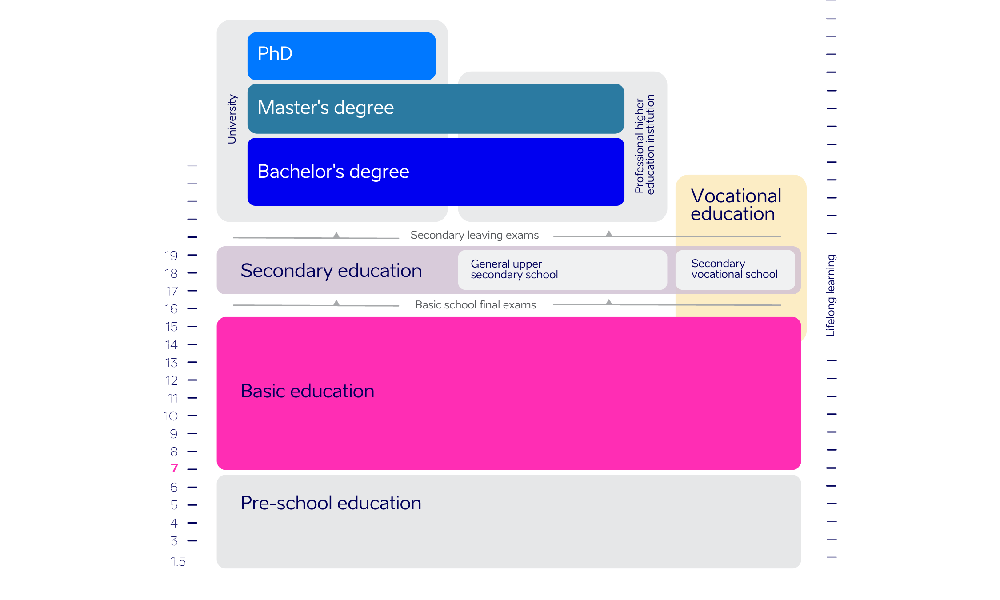 PhD
Master's degree
Bachelor's degree
University
Professional higher
education institution
Vocational
education
Secondary leaving exams
Secondary education
General upper
secondary school
Secondary
vocational school
Basic school final exams
Basic education
Pre-school education
19
18
17
16
15
14
13
12
11
10
9
8
7
6
5
4
3
1.5
Lifelong learning